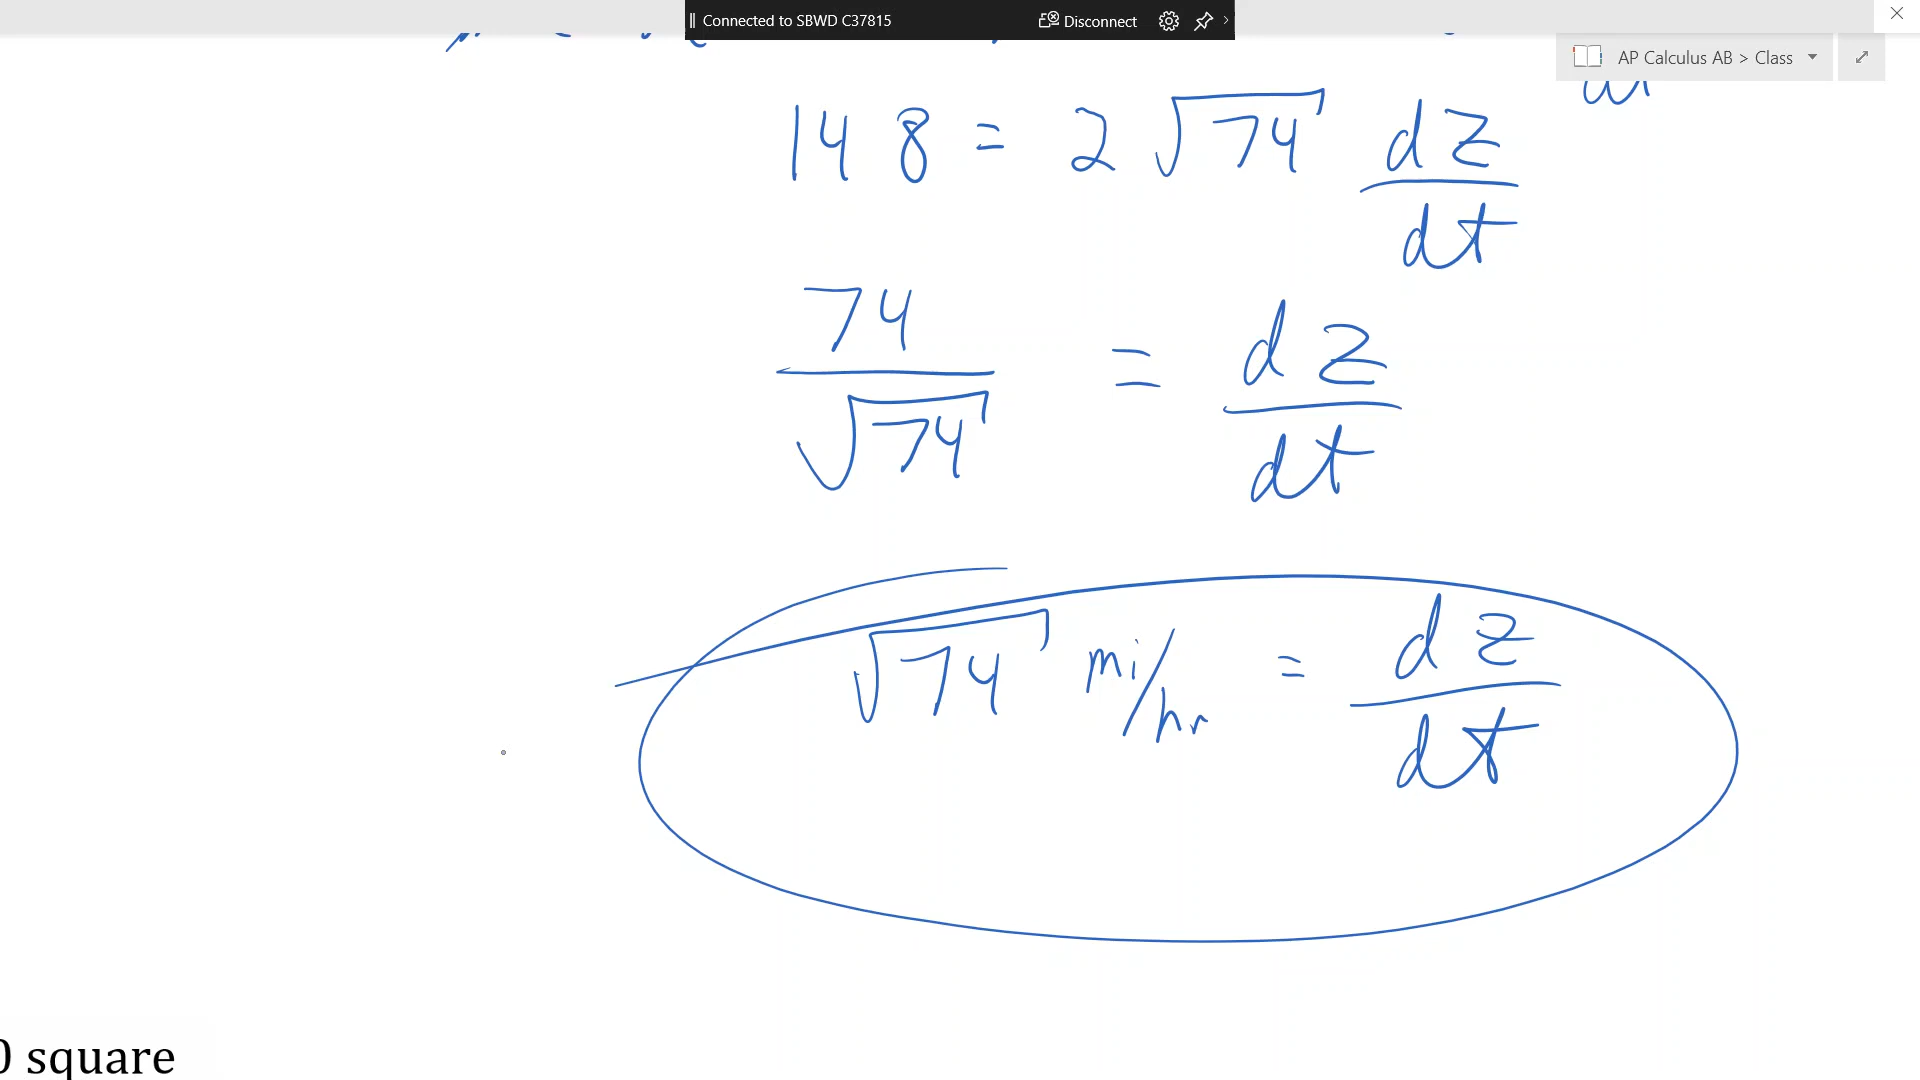 Connected to SBWD C37815 Disconnect
AP Calculus AB > Class
148 = 2 √74 dz/dt
74/√74 = dz/dt
√74 mi/hr = dz/dt
0 square